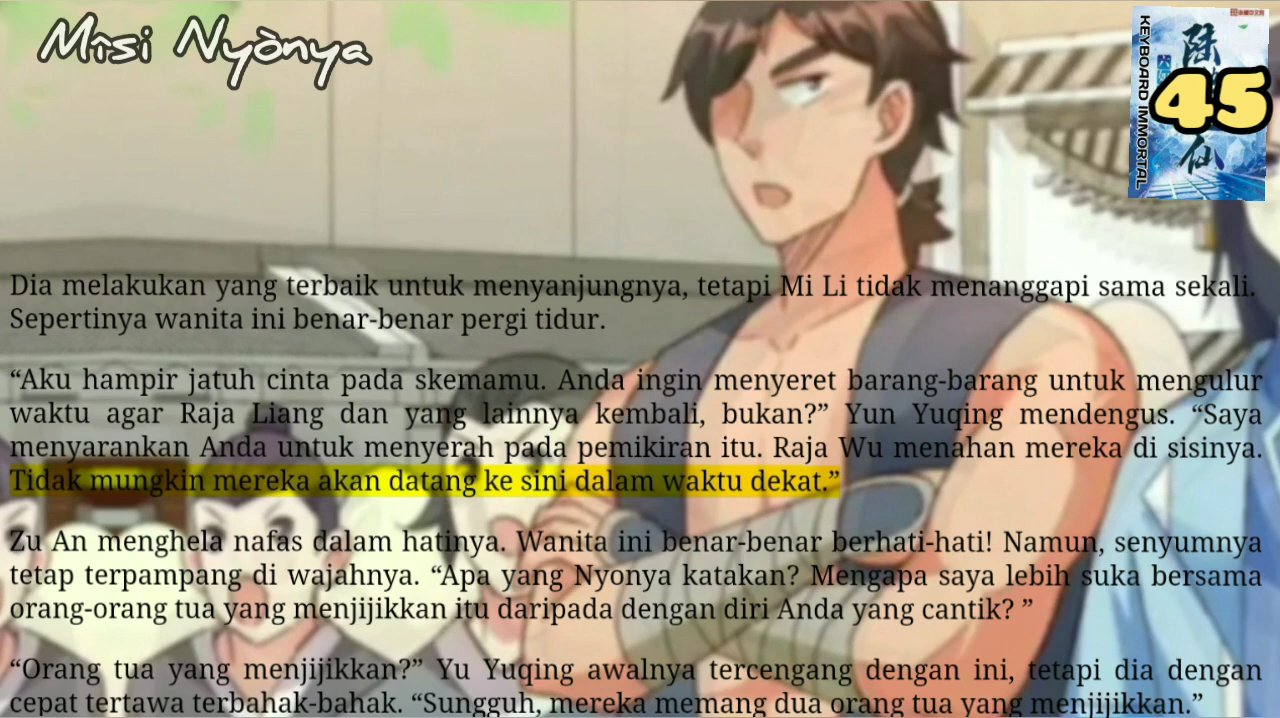 Mîsi Nyònya
KEYBOARD IMMORTAL
45
仙
Dia melakukan yang terbaik untuk menyanjungnya, tetapi Mi Li tidak menanggapi sama sekali.
Sepertinya wanita ini benar-benar pergi tidur.
“Aku hampir jatuh cinta pada skemamu. Anda ingin menyeret barang-barang untuk mengulur
waktu agar Raja Liang dan yang lainnya kembali, bukan?” Yun Yuqing mendengus. “Saya
menyarankan Anda untuk menyerah pada pemikiran itu. Raja Wu menahan mereka di sisinya.
Tidak mungkin mereka akan datang ke sini dalam waktu dekat.”
Zu An menghela nafas dalam hatinya. Wanita ini benar-benar berhati-hati! Namun, senyumnya
tetap terpampang di wajahnya. “Apa yang Nyonya katakan? Mengapa saya lebih suka bersama
orang-orang tua yang menjijikkan itu daripada dengan diri Anda yang cantik? ”
“Orang tua yang menjijikkan?” Yu Yuqing awalnya tercengang dengan ini, tetapi dia dengan
cepat tertawa terbahak-bahak. “Sungguh, mereka memang dua orang tua yang menjijikkan.”